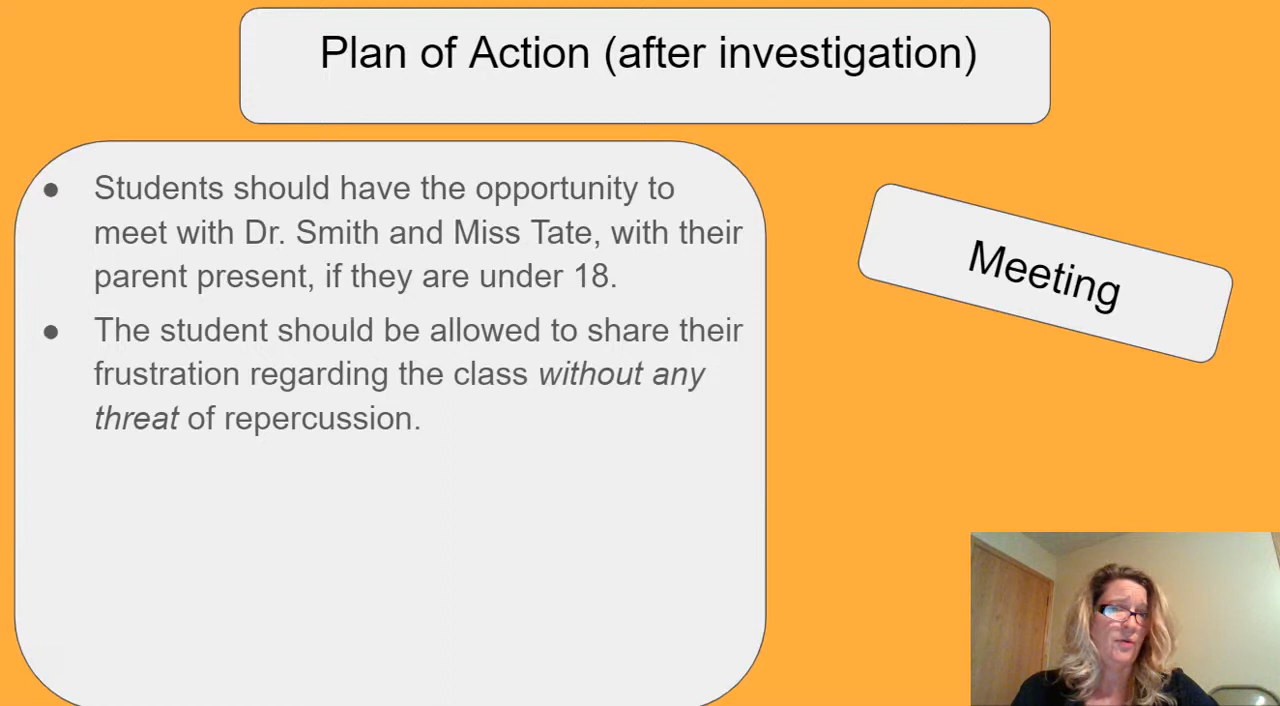 Plan of Action (after investigation)
● Students should have the opportunity to
meet with Dr. Smith and Miss Tate, with their
parent present, if they are under 18.
● The student should be allowed to share their
frustration regarding the class without any
threat of repercussion.
Meeting